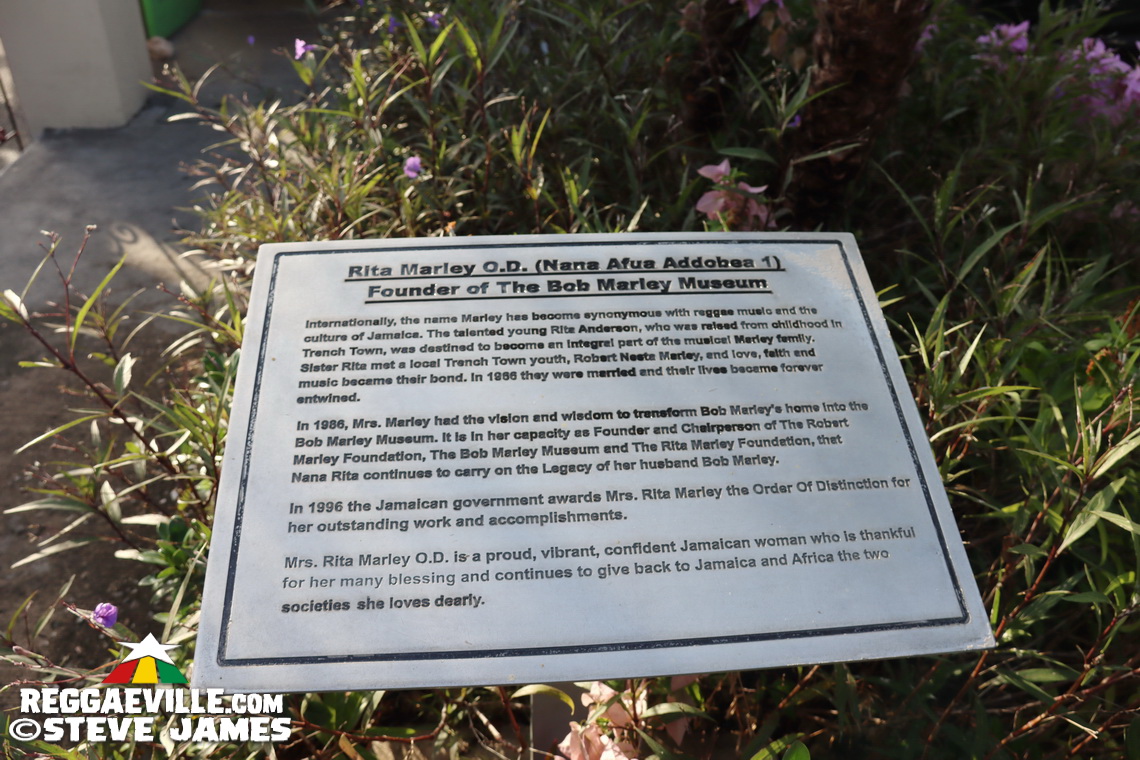 Rita Marley O.D. (Nana Afua Addobea 1)
Founder of The Bob Marley Museum
Internationally, the name Marley has become synonymous with reggae music and the
culture of Jamaica. The talented young Rita Anderson, who was raised from childhood in
Trench Town, was destined to become an integral part of the musical Marley family.
Sister Rita met a local Trench Town youth, Robert Nesta Marley, and love, faith and
music became their bond. In 1966 they were married and their lives became forever
entwined.
In 1986, Mrs. Marley had the vision and wisdom to transform Bob Marley's home into the
Bob Marley Museum. It is in her capacity as Founder and Chairperson of The Robert
Marley Foundation, The Bob Marley Museum and The Rita Marley Foundation, that
Nana Rita continues to carry on the Legacy of her husband Bob Marley.
In 1996 the Jamaican government awards Mrs. Rita Marley the Order Of Distinction for
her outstanding work and accomplishments.
Mrs. Rita Marley O.D. is a proud, vibrant, confident Jamaican woman who is thankful
for her many blessing and continues to give back to Jamaica and Africa the two
societies she loves dearly.
REGGAEVILLE.COM
©STEVE JAMES